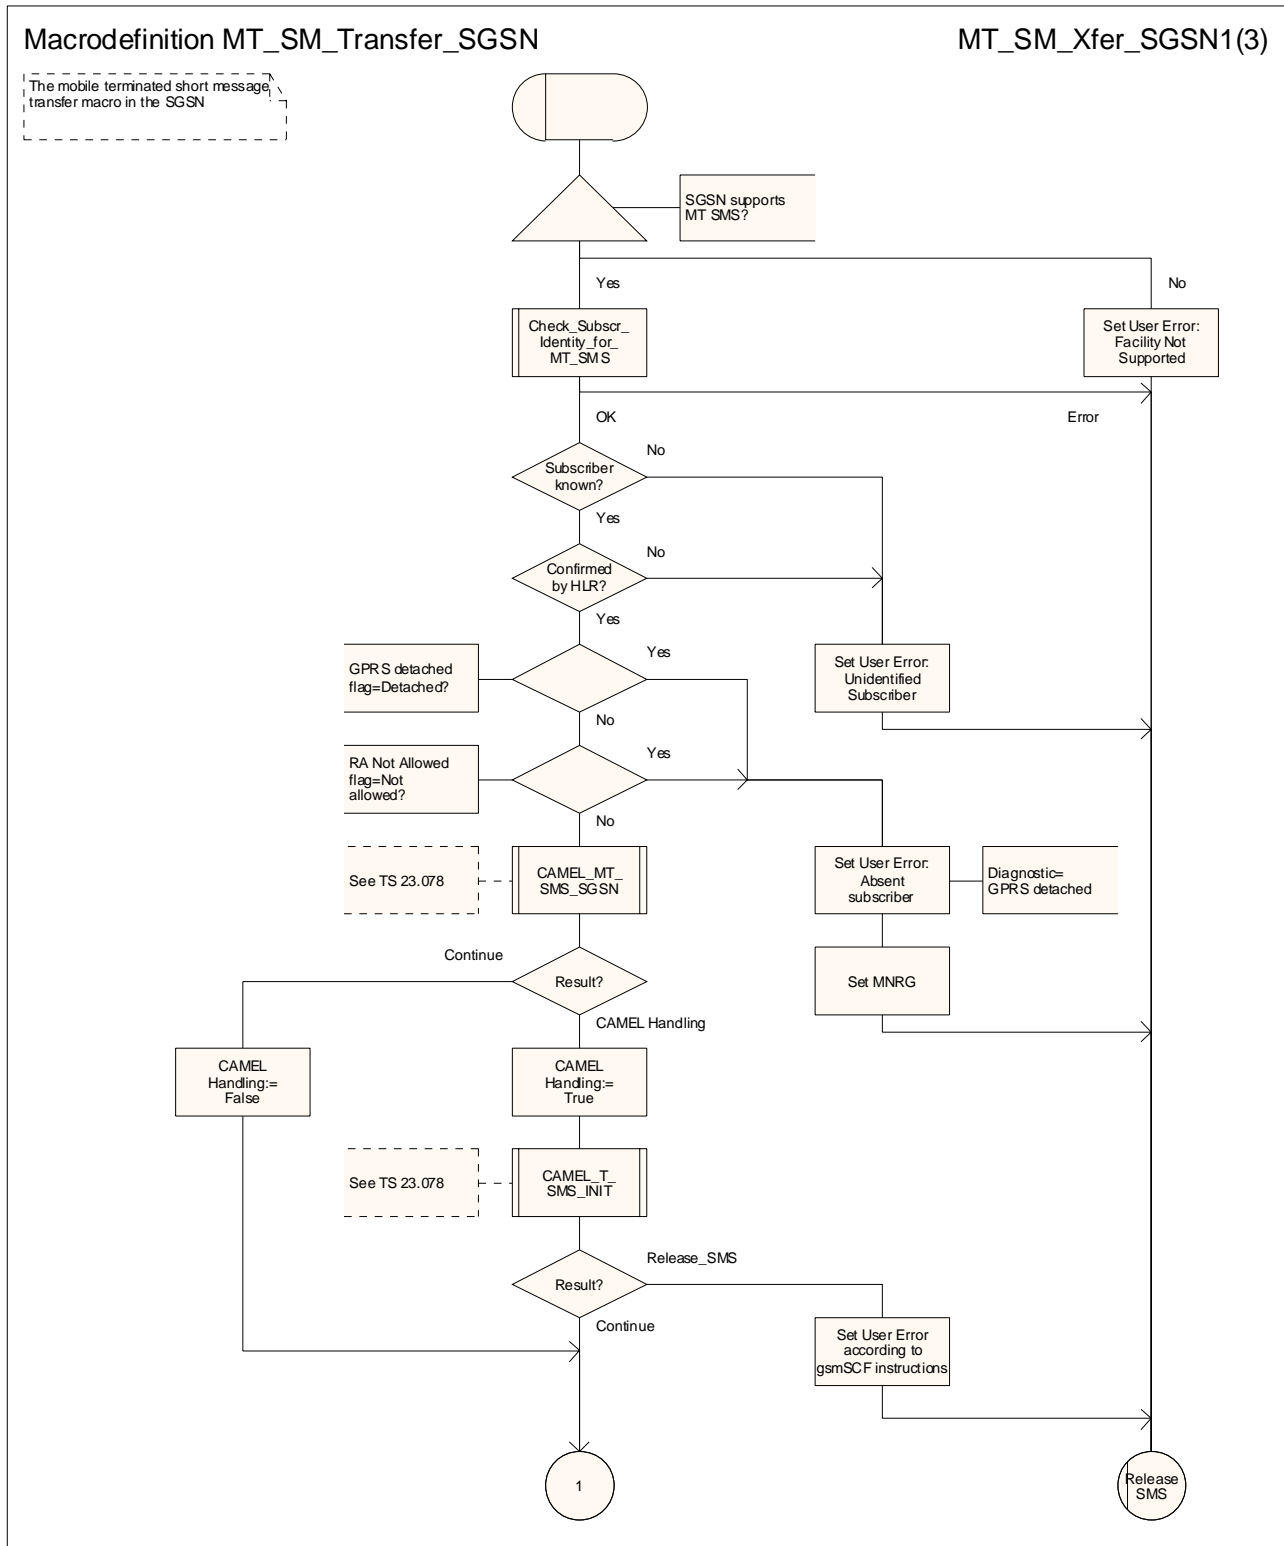 Macrodefinition MT_SM_Transfer_SGSN
MT_SM_Xfer_SGSN1(3)
The mobile terminated short message
transfer macro in the SGSN
SGSN supports
MT SMS?
Yes
No
Check_Subscr_
Identity_for_
MT_SMS
Set User Error:
Facility Not
Supported
OK
Error
Subscriber
known?
No
Yes
Confirmed
by HLR?
No
Yes
GPRS detached
flag=Detached?
Yes
Set User Error:
Unidentified
Subscriber
No
RA Not Allowed
flag=Not
allowed?
Yes
No
See TS 23.078
CAMEL_MT_
SMS_SGSN
Set User Error:
Absent
subscriber
Diagnostic=
GPRS detached
Continue
Result?
Set MNRG
CAMEL Handling
CAMEL
Handling:=
False
CAMEL
Handling:=
True
See TS 23.078
CAMEL_T_
SMS_INIT
Result?
Release_SMS
Continue
Set User Error
according to
gsmSCF instructions
1
Release
SMS